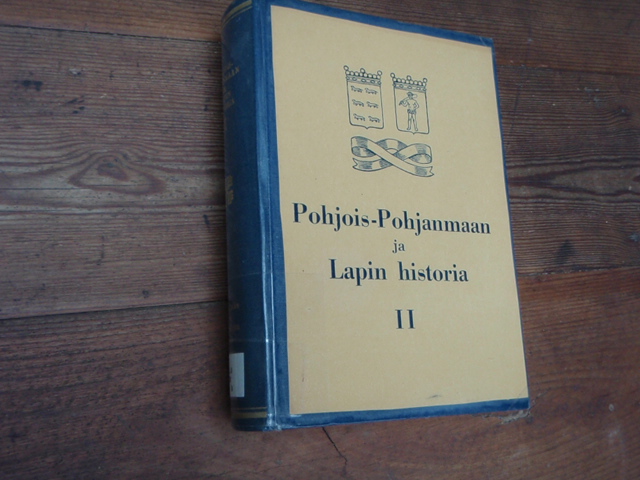 Pohjois-Pohjanmaan
ja
Lapin historia
II